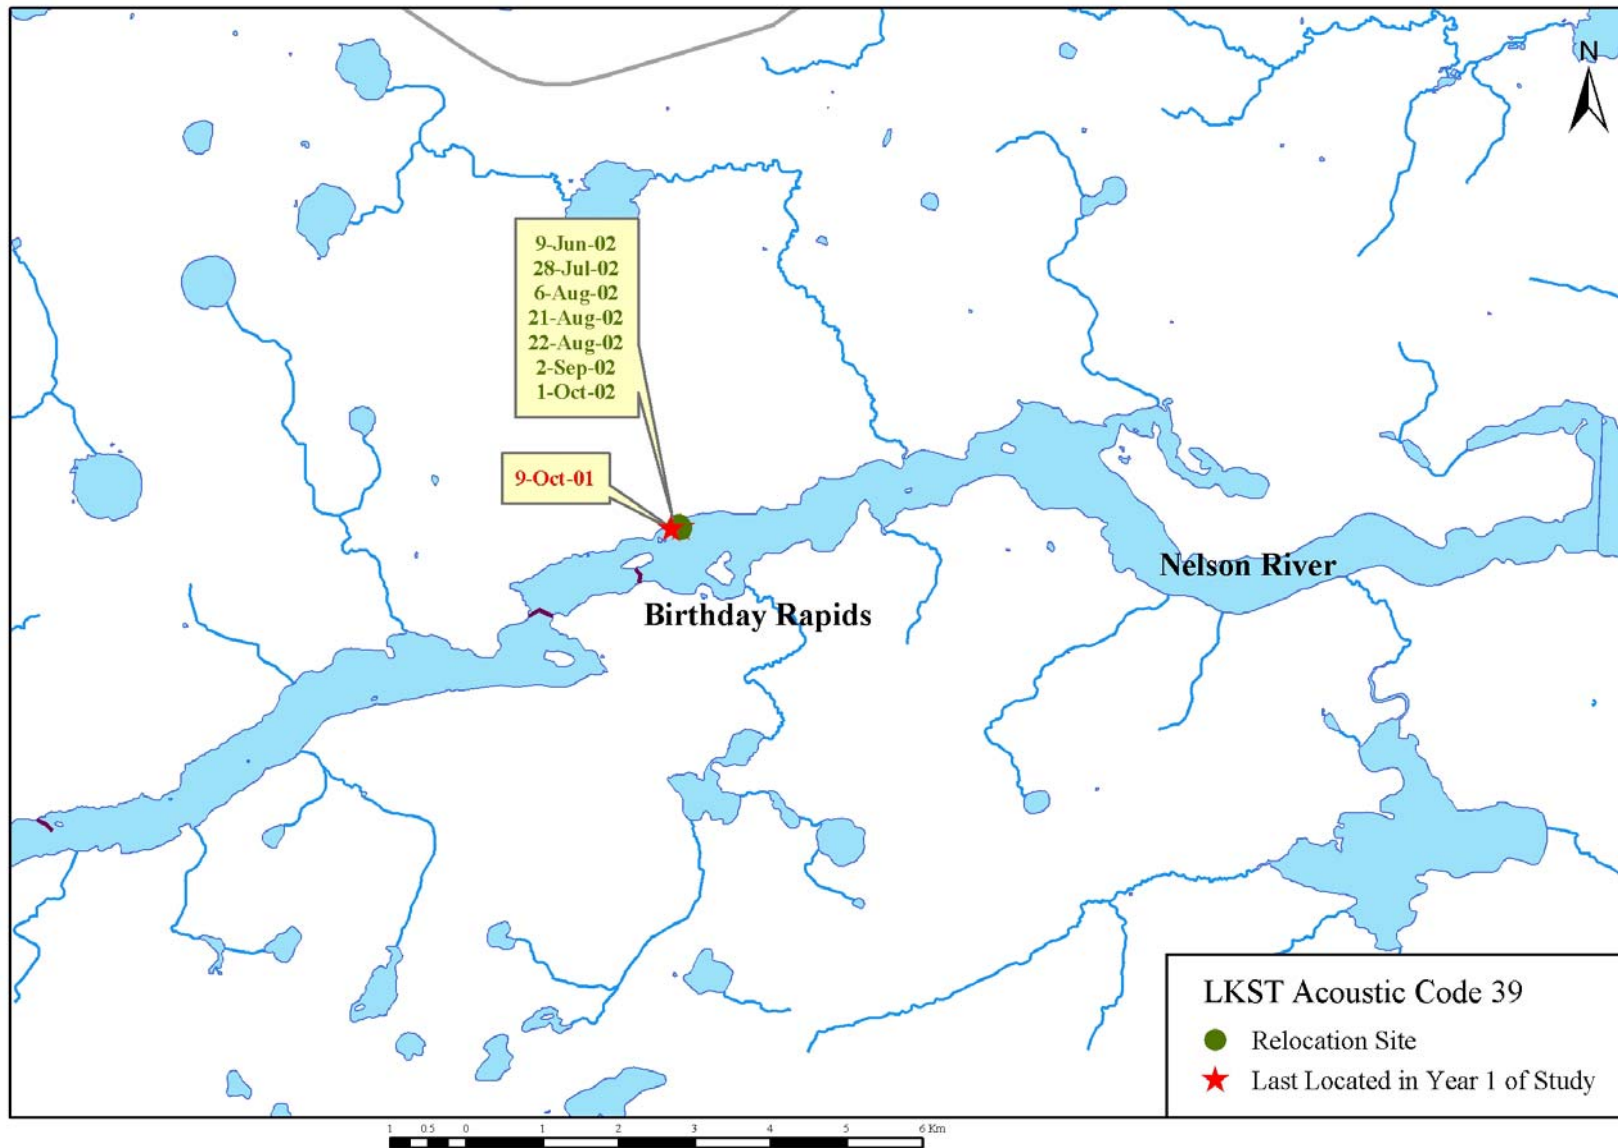 N
9-Jun-02
28-Jul-02
6-Aug-02
21-Aug-02
22-Aug-02
2-Sep-02
1-Oct-02
9-Oct-01
Nelson River
Birthday Rapids
LKST Acoustic Code 39
Relocation Site
Last Located in Year 1 of Study
1 0.5 0 1 2 3 4 5 6 Km